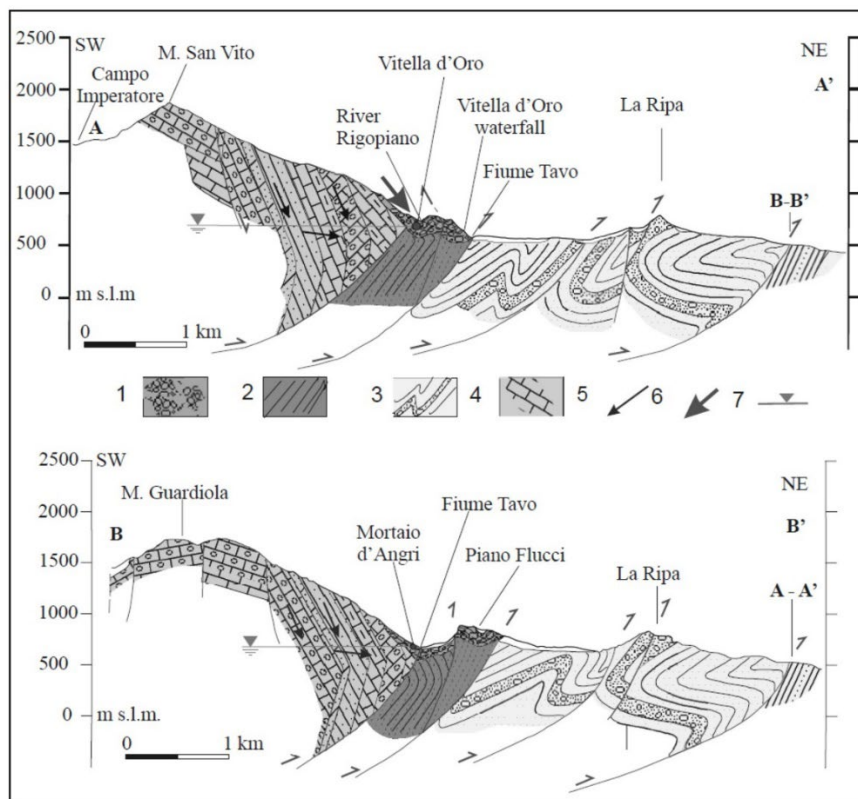 2500
SW
M. San Vito
Vitella d'Oro
NE
Campo
Imperatore
2000
A
A'
River
Rigopiano
Vitella d'Oro
waterfall
La Ripa
1500
Fiume Tavo
1000
B-B'
500
0
m s.l.m
0 1 km
1 2 3 4 5 6 7
2500
SW
NE
M. Guardiola
2000
B
Fiume Tavo
B'
Mortaio
d'Angri
Piano Flucci
1500
La Ripa
A - A'
1000
500
0
m s.l.m.
0 1 km